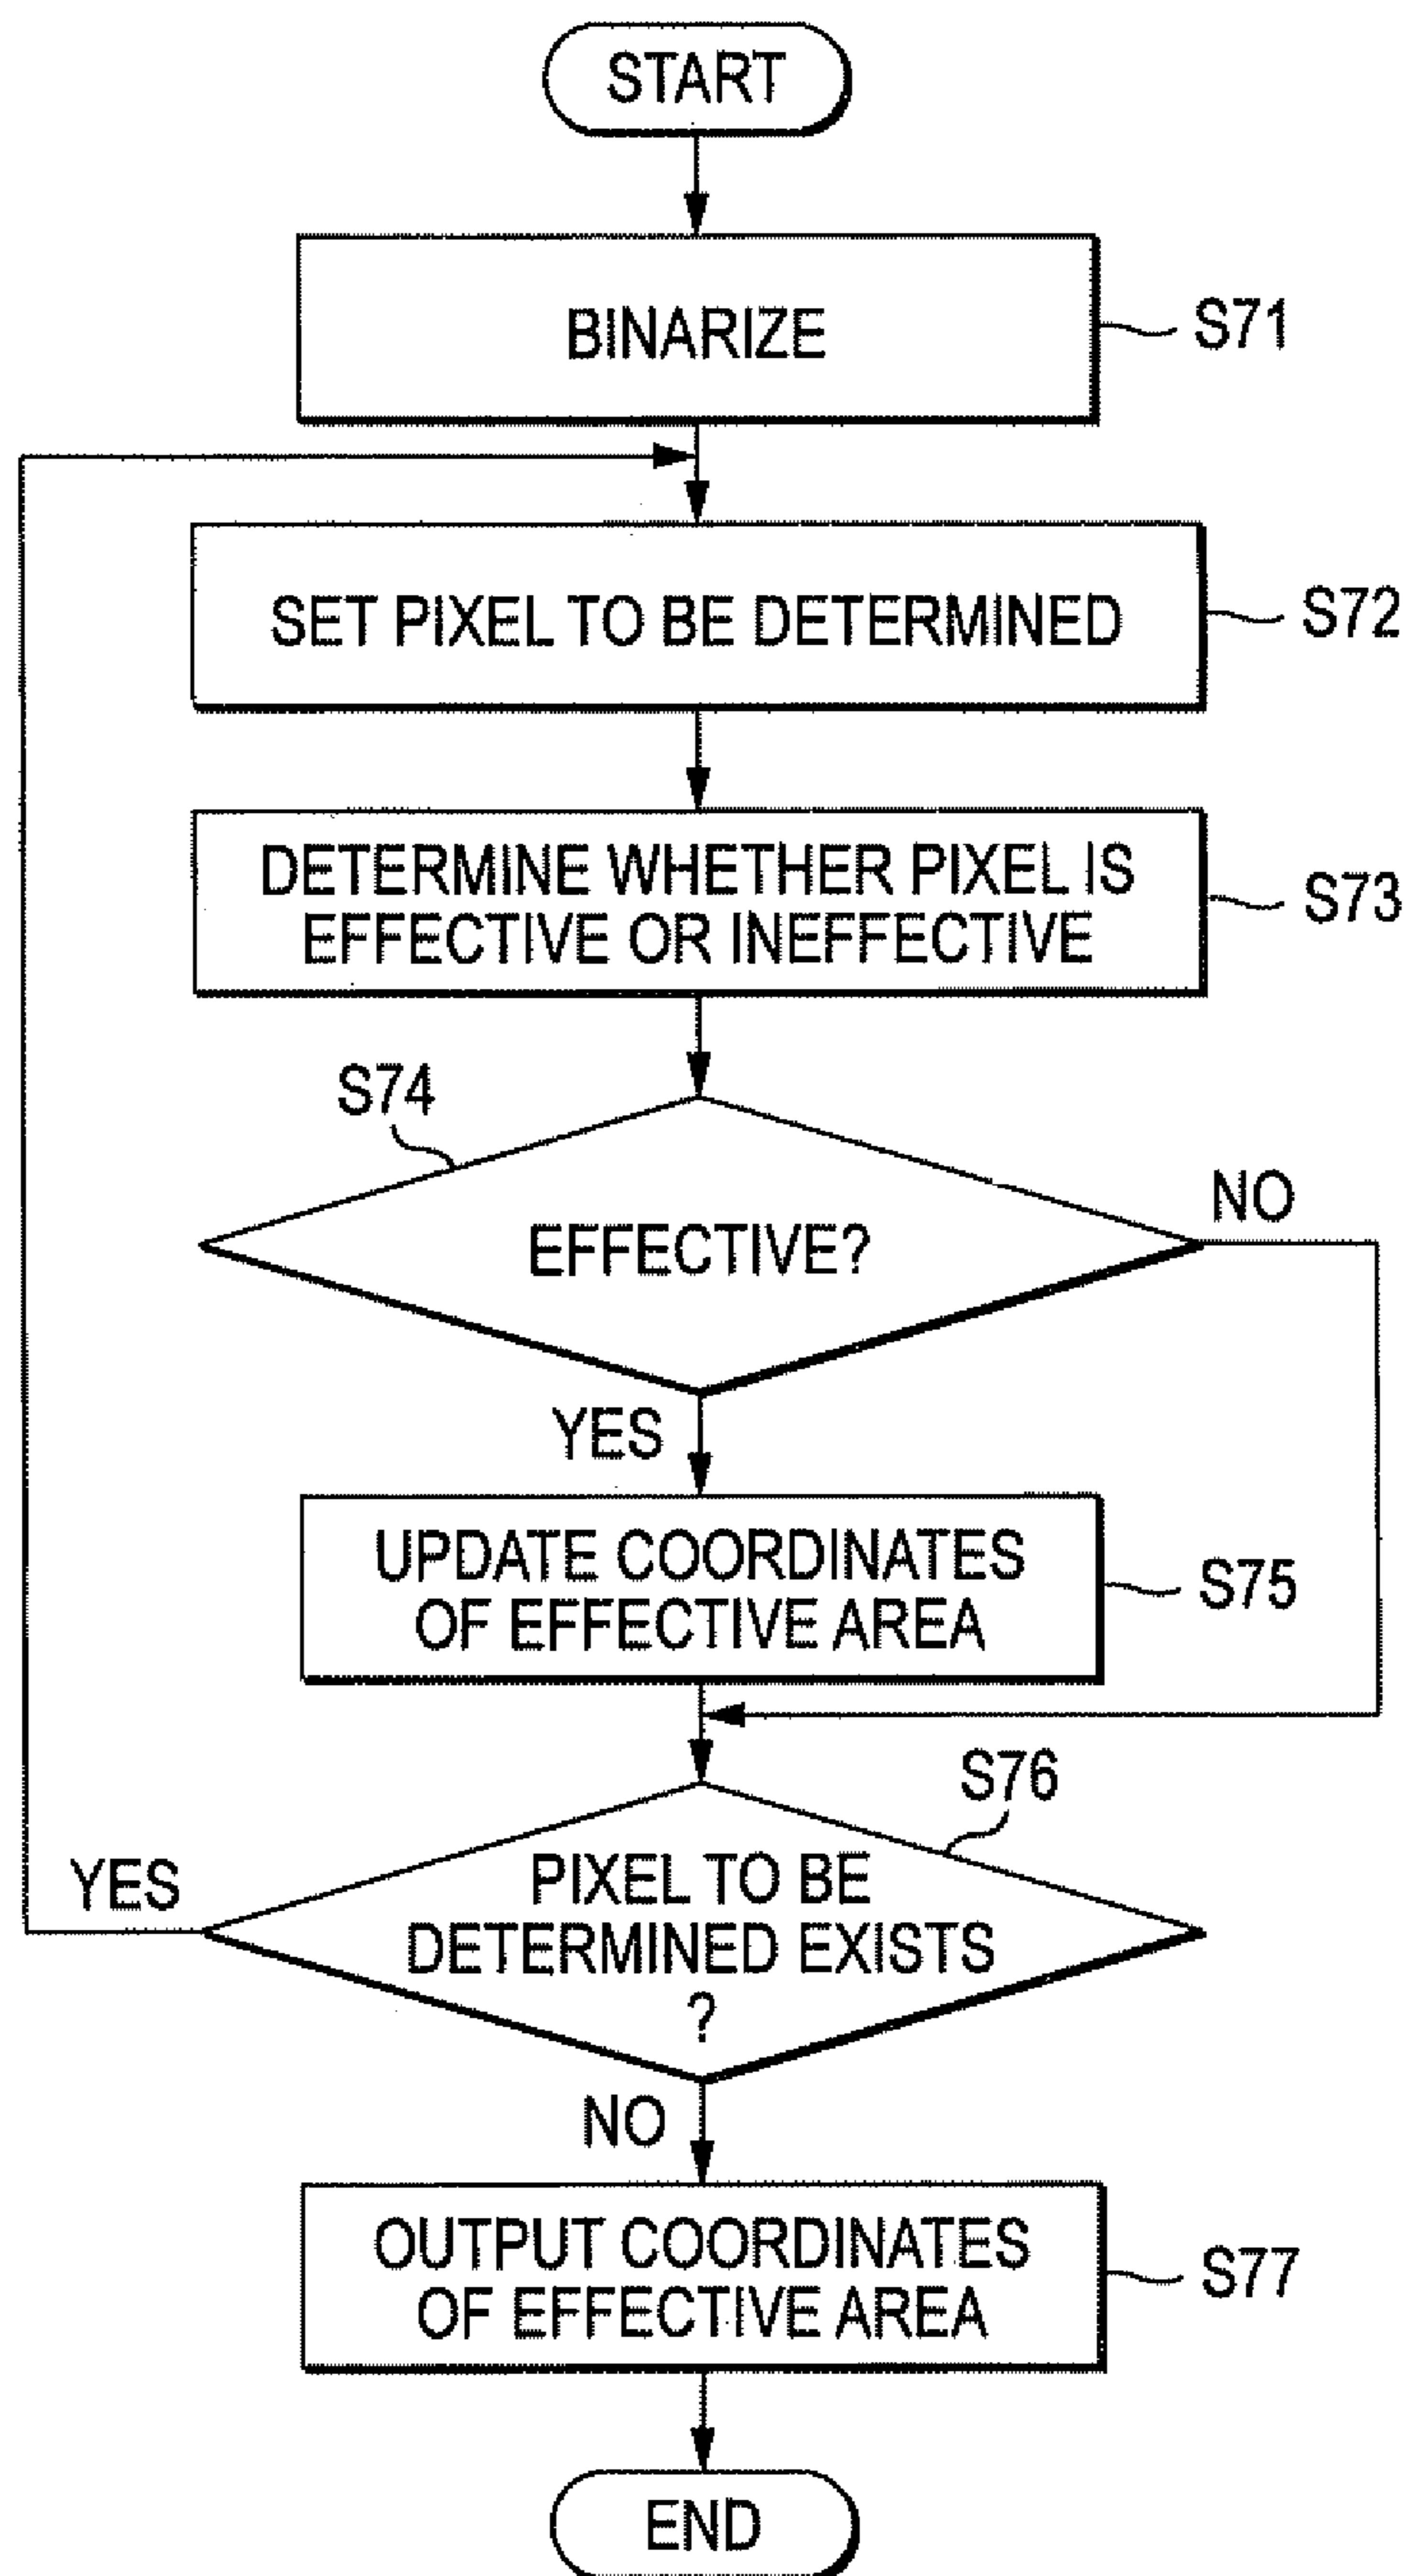 START
BINARIZE
S71
SET PIXEL TO BE DETERMINED
S72
DETERMINE WHETHER PIXEL IS
EFFECTIVE OR INEFFECTIVE
S73
S74
EFFECTIVE?
NO
YES
UPDATE COORDINATES
OF EFFECTIVE AREA
S75
S76
PIXEL TO BE
DETERMINED EXISTS
?
YES
NO
OUTPUT COORDINATES
OF EFFECTIVE AREA
S77
END